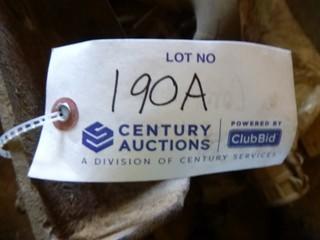 LOT NO
190A
CENTURY AUCTIONS
POWERED BY
ClubBid
A DIVISION OF CENTURY SERVICES